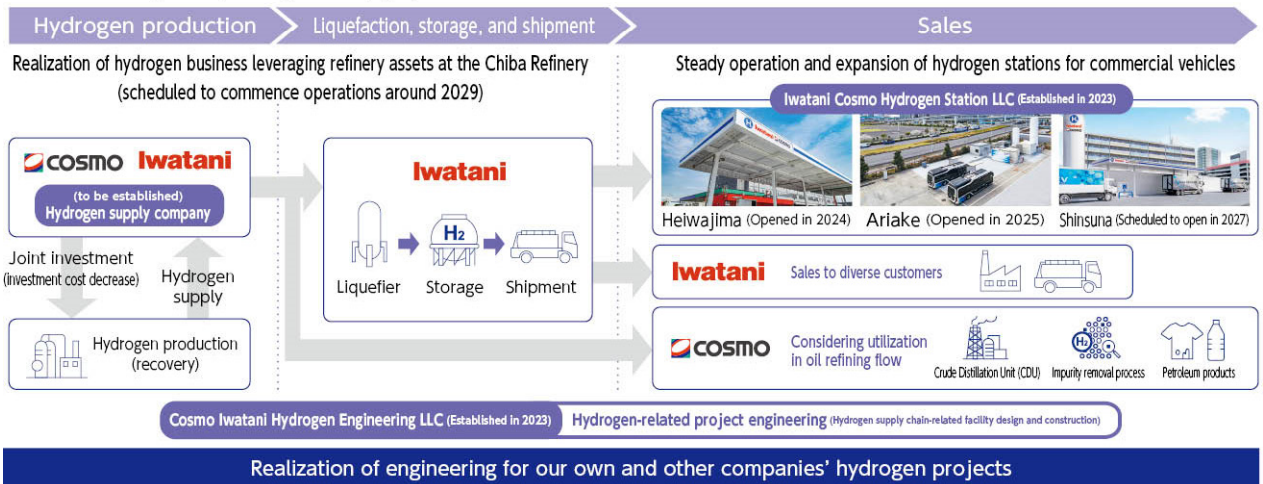 Hydrogen production
Liquefaction, storage, and shipment
Sales
Realization of hydrogen business leveraging refinery assets at the Chiba Refinery
(scheduled to commence operations around 2029)
Steady operation and expansion of hydrogen stations for commercial vehicles
COSMO Iwatani
(to be established)
Hydrogen supply company
Joint investment
(investment cost decrease)
Hydrogen
supply
Hydrogen production
(recovery)
Iwatani
H2
Liquefier
Storage
Shipment
Iwatani Cosmo Hydrogen Station LLC (Established in 2023)
Heiwajima (Opened in 2024)
Ariake (Opened in 2025)
Shinsuna (Scheduled to open in 2027)
Iwatani
Sales to diverse customers
COSMO
Considering utilization
in oil refining flow
Crude Distillation Unit (CDU)
H2
Impurity removal process
Petroleum products
Cosmo Iwatani Hydrogen Engineering LLC (Established in 2023)
Hydrogen-related project engineering (Hydrogen supply chain-related facility design and construction)
Realization of engineering for our own and other companies' hydrogen projects